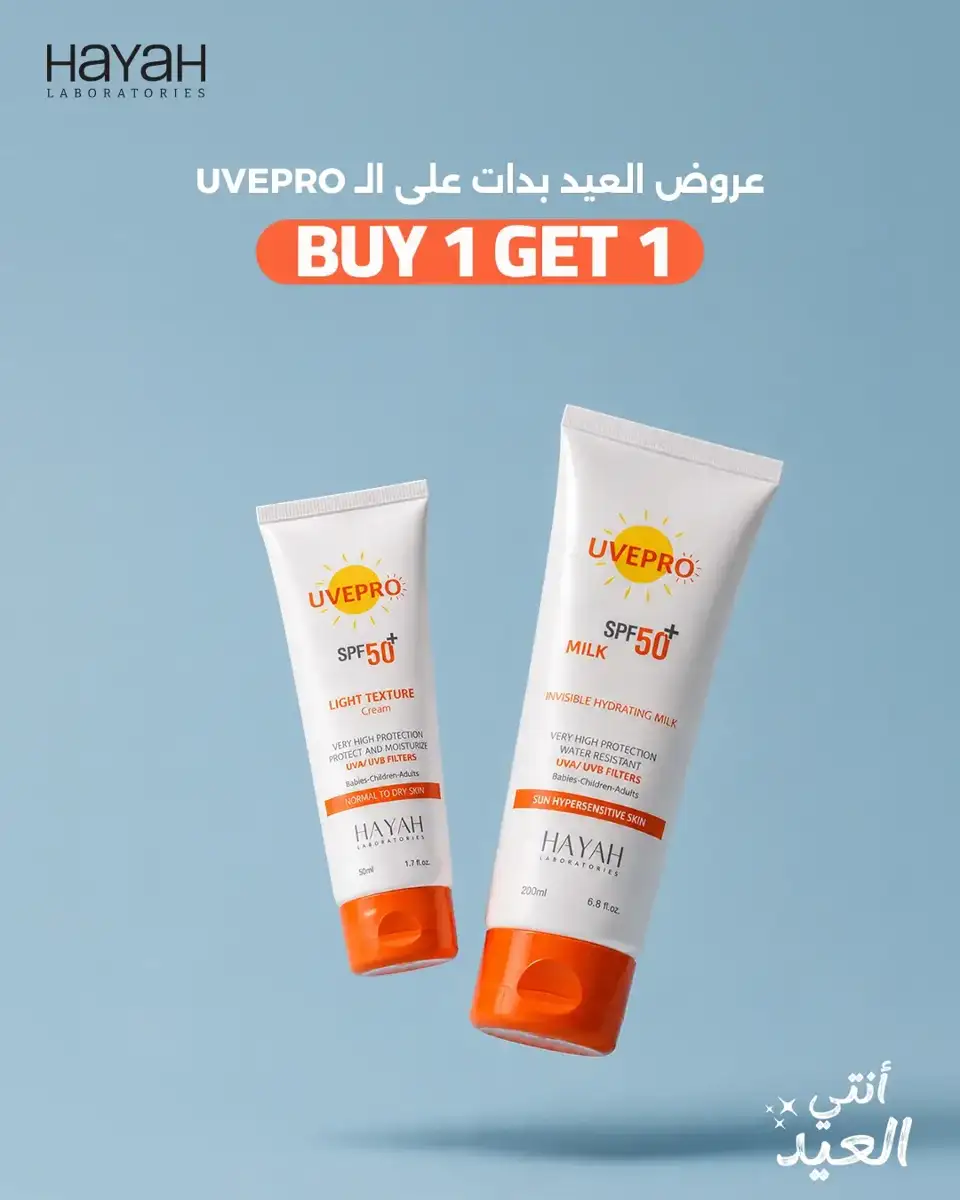 HAYAH
LABORATORIES
عروض العيد بدات على الـ UVEPRO
BUY 1 GET 1
UVEPRO
SPF50+
LIGHT TEXTURE
Cream
VERY HIGH PROTECTION
PROTECT AND MOISTURIZE
UVA/ UVB FILTERS
Babies-Children-Adults
NORMAL TO DRY SKIN
HAYAH
LABORATORIES
50ml 1.7 fl.oz.
UVEPRO
SPF50+
MILK
INVISIBLE HYDRATING MILK
VERY HIGH PROTECTION
WATER RESISTANT
UVA/ UVB FILTERS
Babies-Children-Adults
SUN HYPERSENSITIVE SKIN
HAYAH
LABORATORIES
200ml 6.8 fl.oz.
أنتي
العيد